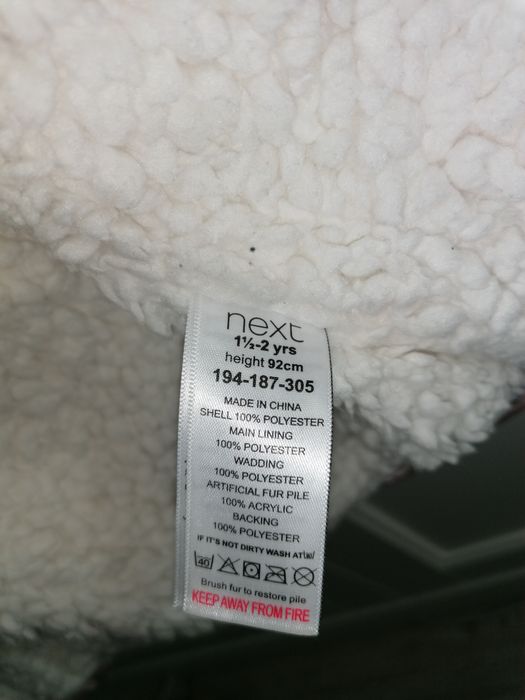 next
1½-2 yrs
height 92cm
194-187-305
MADE IN CHINA
SHELL 100% POLYESTER
MAIN LINING
100% POLYESTER
WADDING
100% POLYESTER
ARTIFICIAL FUR PILE
100% ACRYLIC
BACKING
100% POLYESTER
IF IT'S NOT DIRTY WASH AT
40
Brush fur to restore pile
KEEP AWAY FROM FIRE